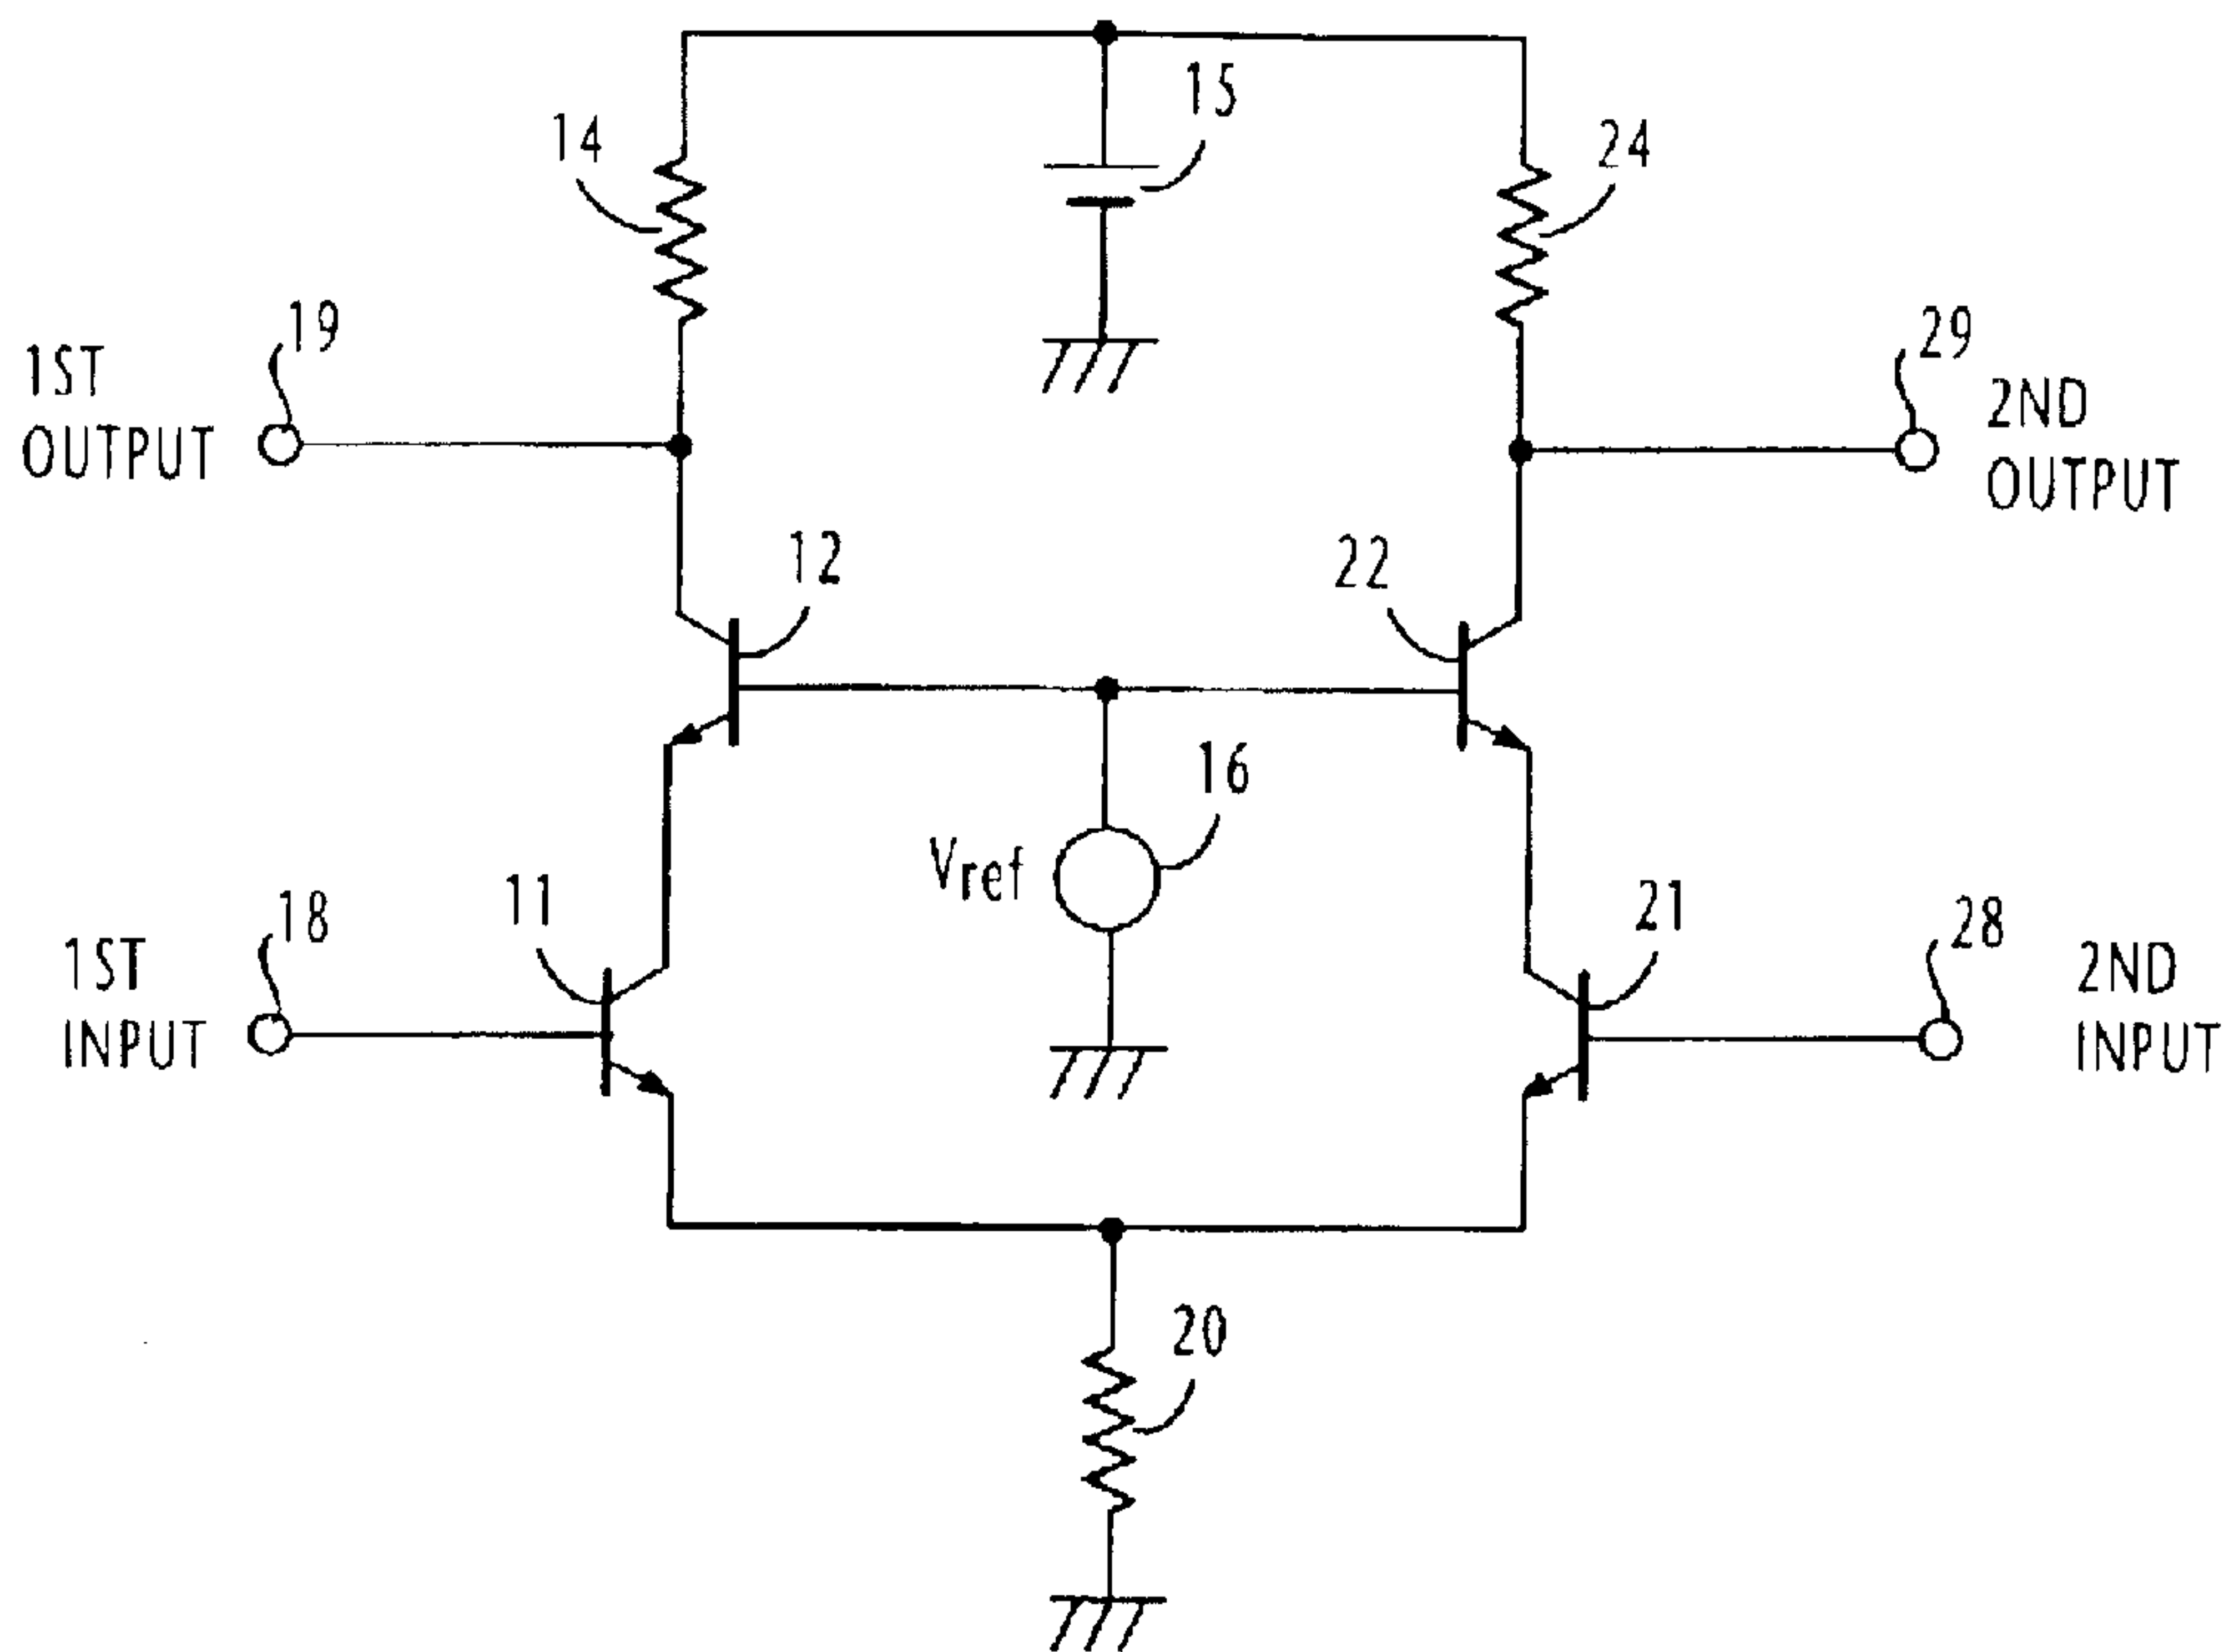 15
14
24
19
1ST
OUTPUT
29
2ND
OUTPUT
12
22
16
Vref
11
21
18
1ST
INPUT
28
2ND
INPUT
20